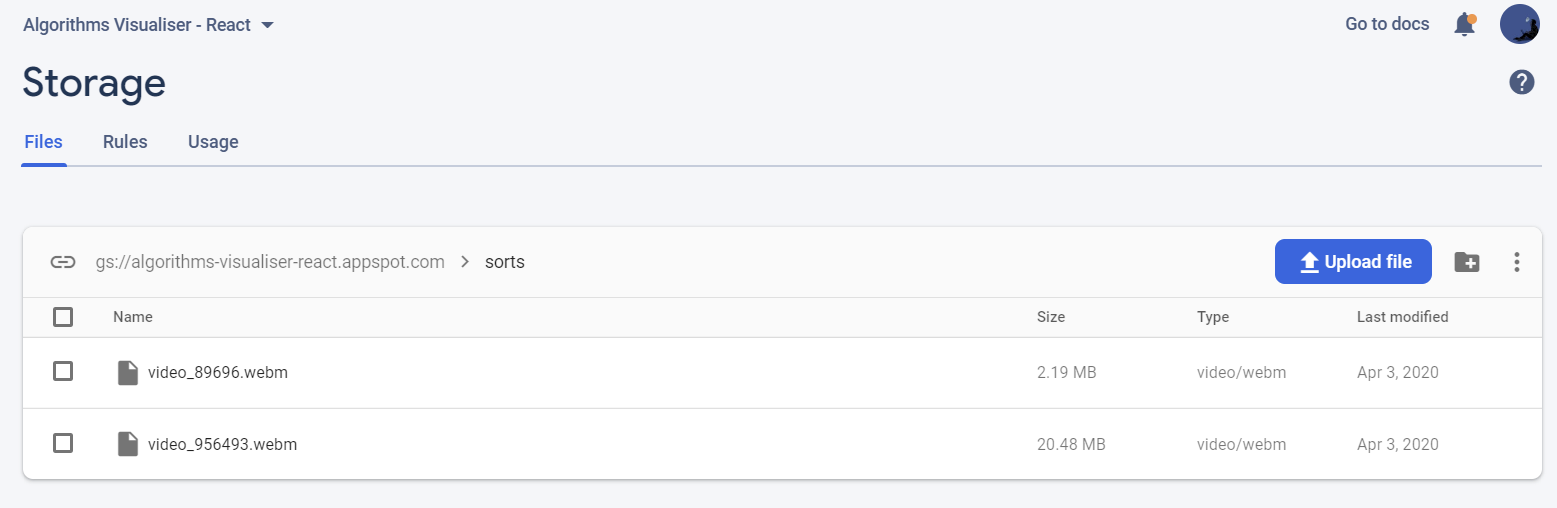 Algorithms Visualiser - React Go to docs
Storage
Files Rules Usage
gs://algorithms-visualiser-react.appspot.com > sorts Upload file
Name Size Type Last modified
video_89696.webm 2.19 MB video/webm Apr 3, 2020
video_956493.webm 20.48 MB video/webm Apr 3, 2020